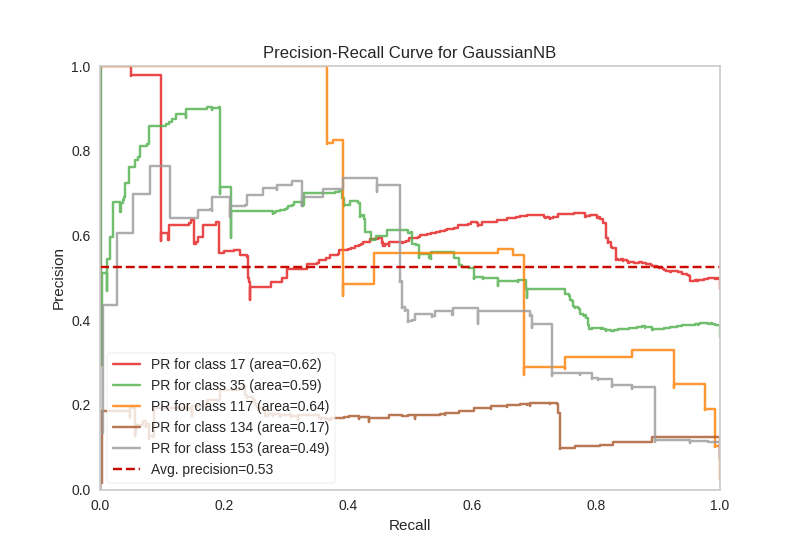 Precision-Recall Curve for GaussianNB
1.0
0.8
0.6
0.4
0.2
0.0
Precision
PR for class 17 (area=0.62)
PR for class 35 (area=0.59)
PR for class 117 (area=0.64)
PR for class 134 (area=0.17)
PR for class 153 (area=0.49)
Avg. precision=0.53
0.0 0.2 0.4 0.6 0.8 1.0
Recall